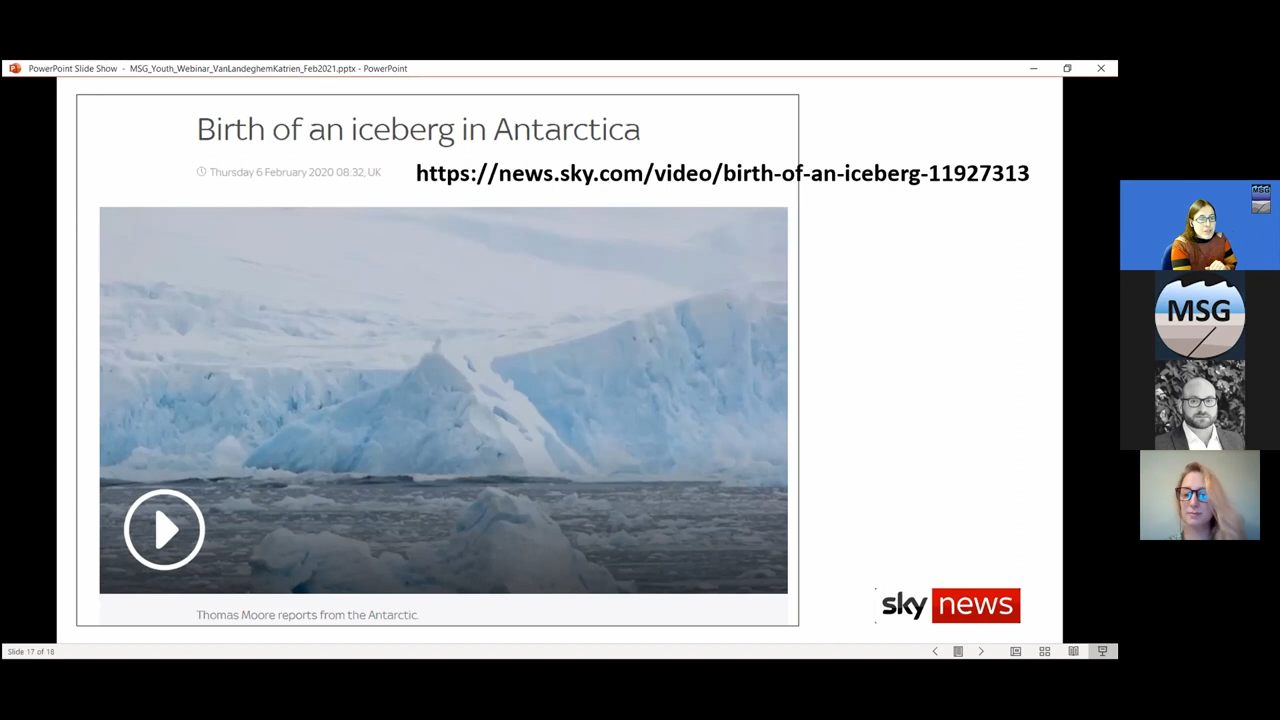 PowerPoint Slide Show - MSG_Youth_Webinar_VanLandeghemKatrien_Feb2021.pptx - PowerPoint
Birth of an iceberg in Antarctica
Thursday 6 February 2020 08:32, UK
https://news.sky.com/video/birth-of-an-iceberg-11927313
MSG
MSG
Thomas Moore reports from the Antarctic.
sky news
Slide 17 of 18